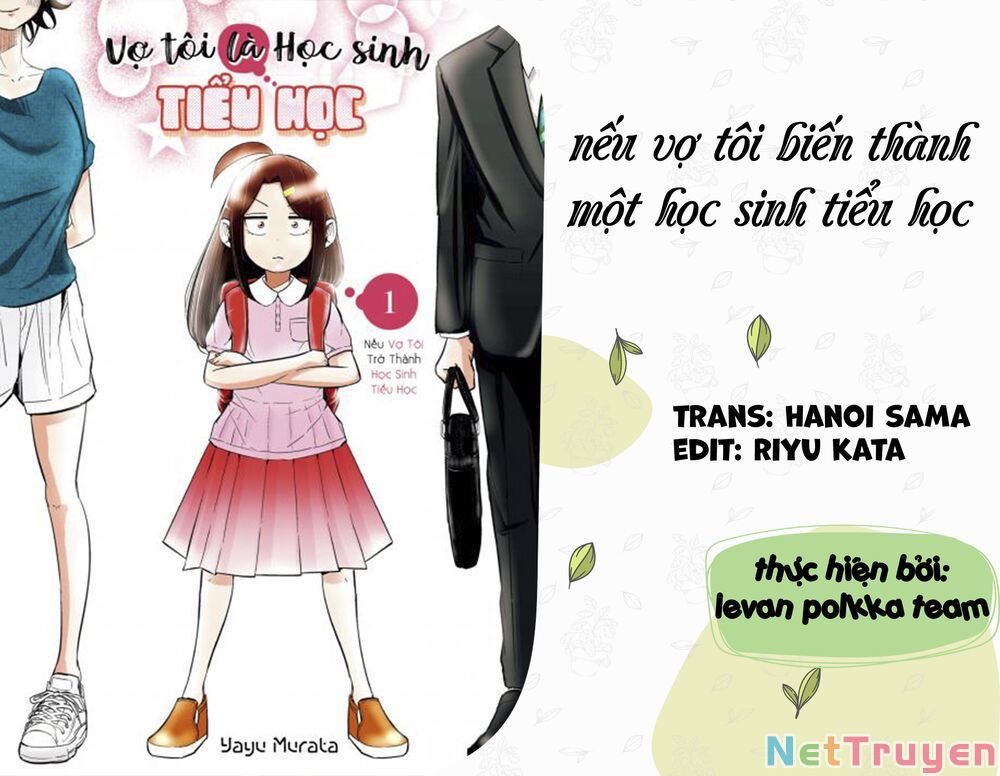 Vợ tôi là Học sinh
TIỂU HỌC
1
Nếu Vợ Tôi
Trở Thành
Học Sinh
Tiểu Học
Yayu Murata
nếu vợ tôi biến thành
một học sinh tiểu học
TRANS: HANOI SAMA
EDIT: RIYU KATA
thực hiện bởi:
levan polkka team
NetTruyen